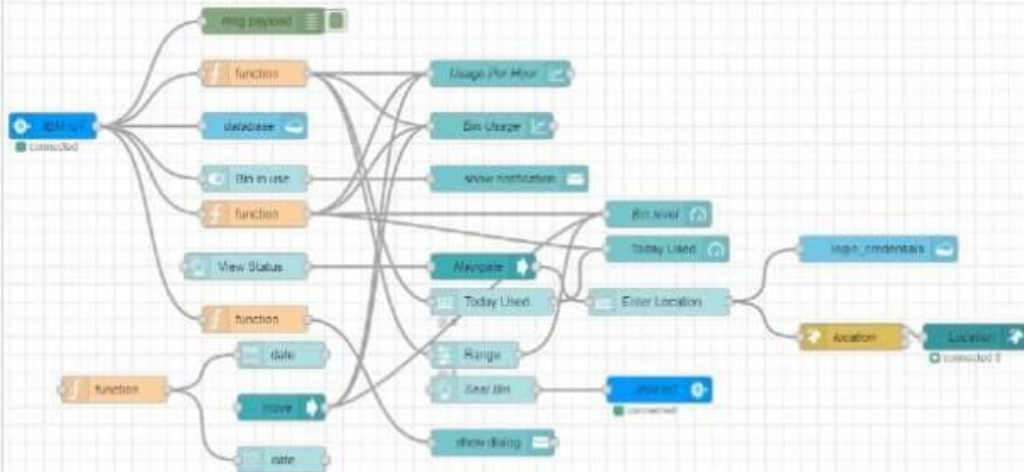 msg payload
function
Usage Per Hour
IBM IoT
connected
database
Bin Usage
Bin in use
show notification
function
Bin level
Today Used
login_credentials
View Status
Navigate
Today Used
Enter Location
function
location
Location
connected
date
Range
function
Seal Bin
connected
move
show dialog
date